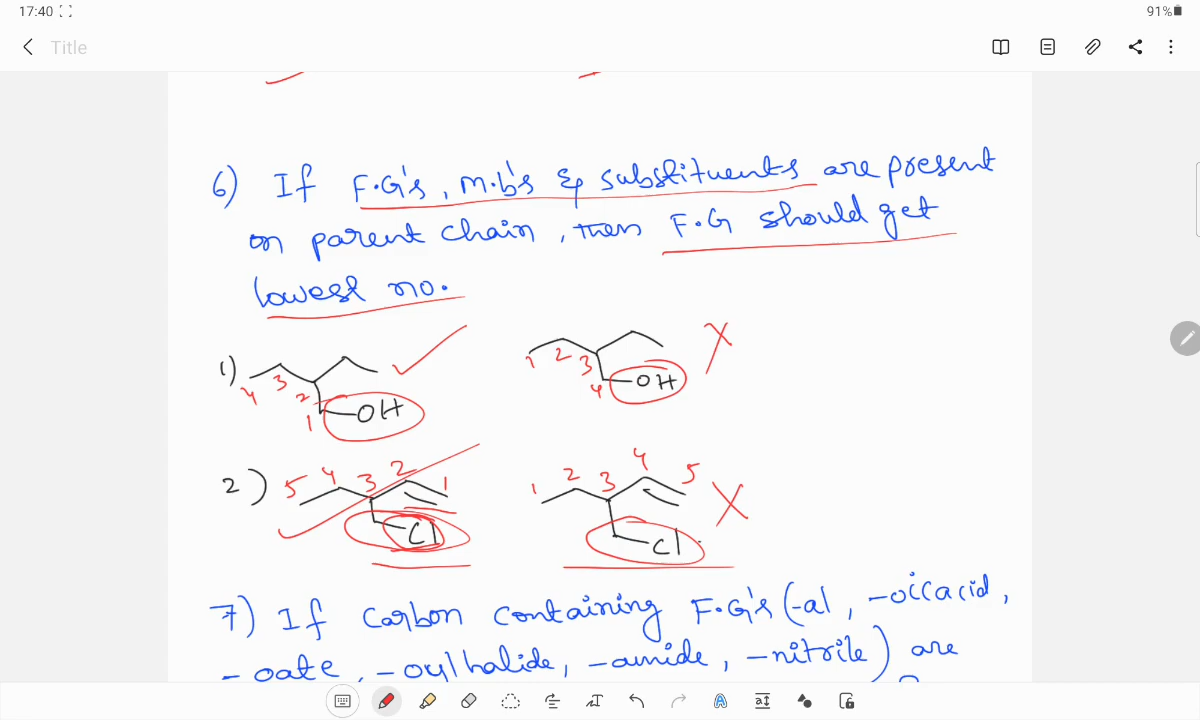 17:40
91%
Title
6) If F.G's, m.b's & substituents are present
on parent chain, then F.G should get
lowest no.
1) 4 3 2 1 OH
1 2 3 4 OH
2) 5 4 3 2 1 Cl
1 2 3 4 5 Cl
7) If Carbon containing F.G's (-al, -oic acid,
-oate, -oyl halide, -amide, -nitrile) are